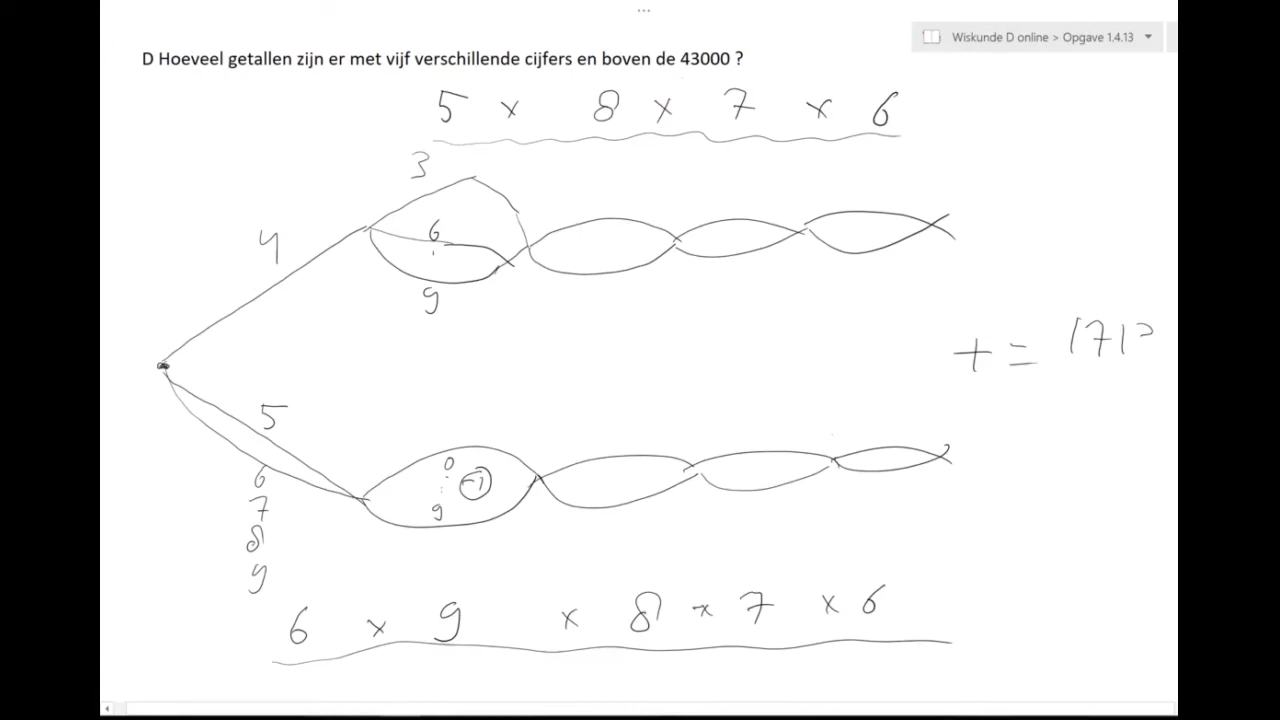 Wiskunde D online > Opgave 1.4.13
D Hoeveel getallen zijn er met vijf verschillende cijfers en boven de 43000 ?
5 x 8 x 7 x 6
3
4
6
9
+ = 171
5
0
-1
9
6
7
8
9
6 x 9 x 8 x 7 x 6